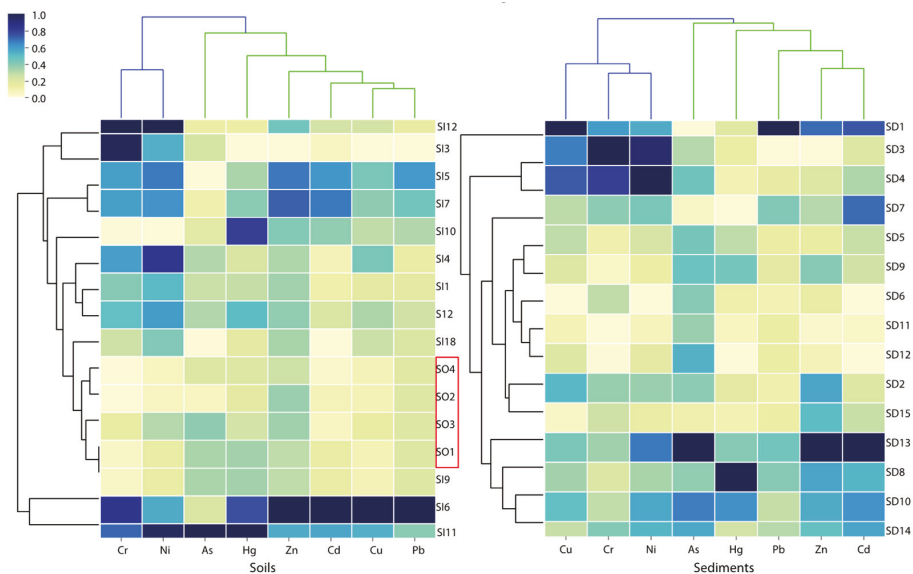 1.0
0.8
0.6
0.4
0.2
0.0
SI12
SI3
SI5
SI7
SI10
SI4
SI1
S12
SI18
SO4
SO2
SO3
SO1
SI9
SI6
SI11
Cr Ni As Hg Zn Cd Cu Pb
Soils
SD1
SD3
SD4
SD7
SD5
SD9
SD6
SD11
SD12
SD2
SD15
SD13
SD8
SD10
SD14
Cu Cr Ni As Hg Pb Zn Cd
Sediments